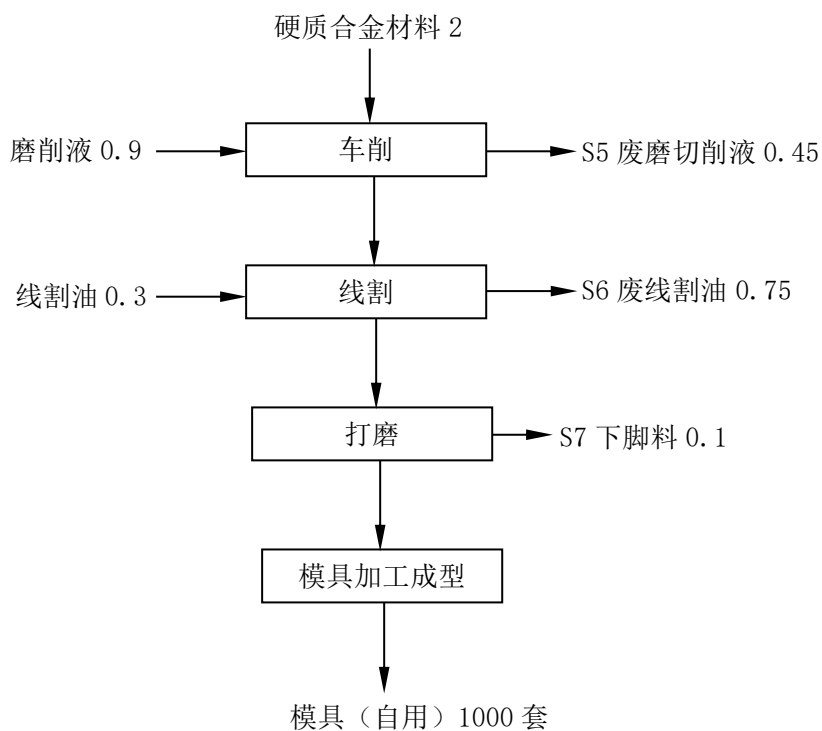 硬质合金材料 2
磨削液 0.9
车削
S5 废磨切削液 0.45
线割油 0.3
线割
S6 废线割油 0.75
打磨
S7 下脚料 0.1
模具加工成型
模具（自用）1000 套